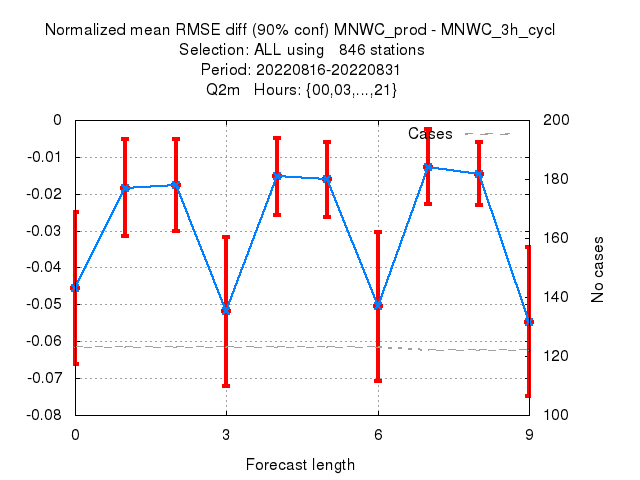 Normalized mean RMSE diff (90% conf) MNWC_prod - MNWC_3h_cycl
Selection: ALL using   846 stations
Period: 20220816-20220831
Q2m   Hours: {00,03,...,21}
Cases
0
-0.01
-0.02
-0.03
-0.04
-0.05
-0.06
-0.07
-0.08
200
180
160
140
120
100
No cases
0 3 6 9
Forecast length